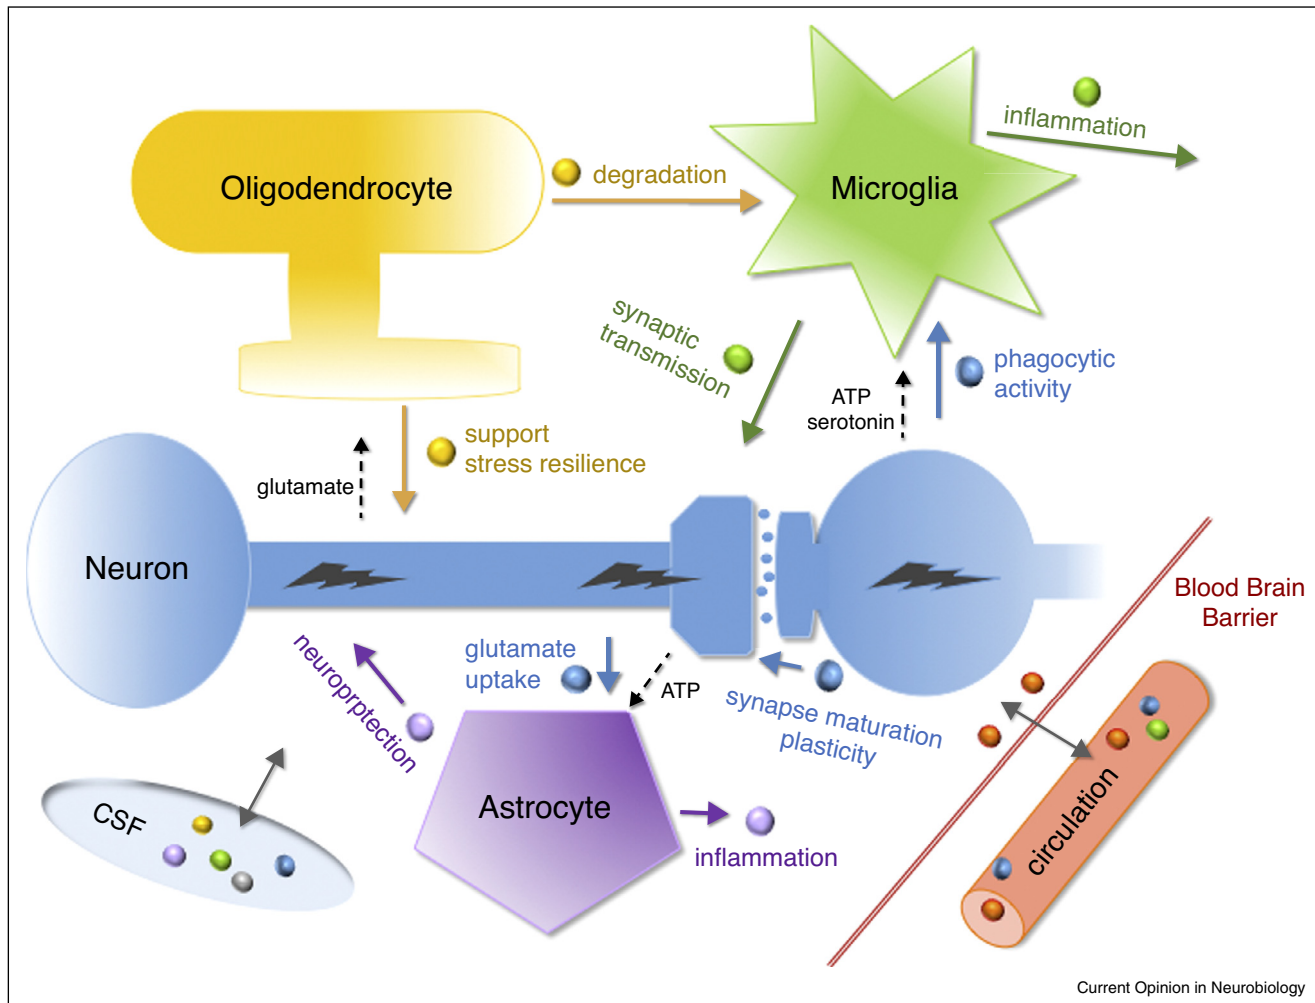 inflammation
Oligodendrocyte
degradation
Microglia
synaptic
transmission
phagocytic
activity
ATP
serotonin
support
stress resilience
glutamate
Neuron
Blood Brain
Barrier
neuroprptection
glutamate
uptake
ATP
synapse maturation
plasticity
CSF
Astrocyte
inflammation
circulation
Current Opinion in Neurobiology